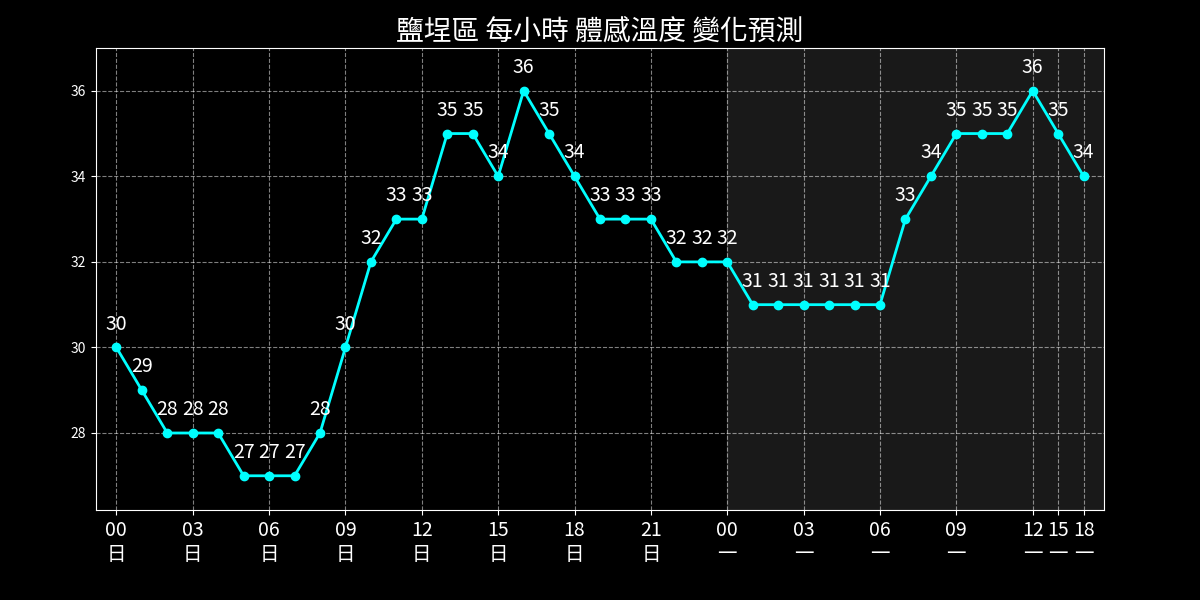 鹽埕區 每小時 體感溫度 變化預測
36 36
35 35 35 35 35 35 35
34 34 34 34
33 33 33 33 33 33
32 32 32 32
31 31 31 31 31 31
30 30
29
28 28 28 28
27 27 27
36
34
32
30
28
00 03 06 09 12 15 18 21 00 03 06 09 12 15 18
日 日 日 日 日 日 日 日 一 一 一 一 一 一 一